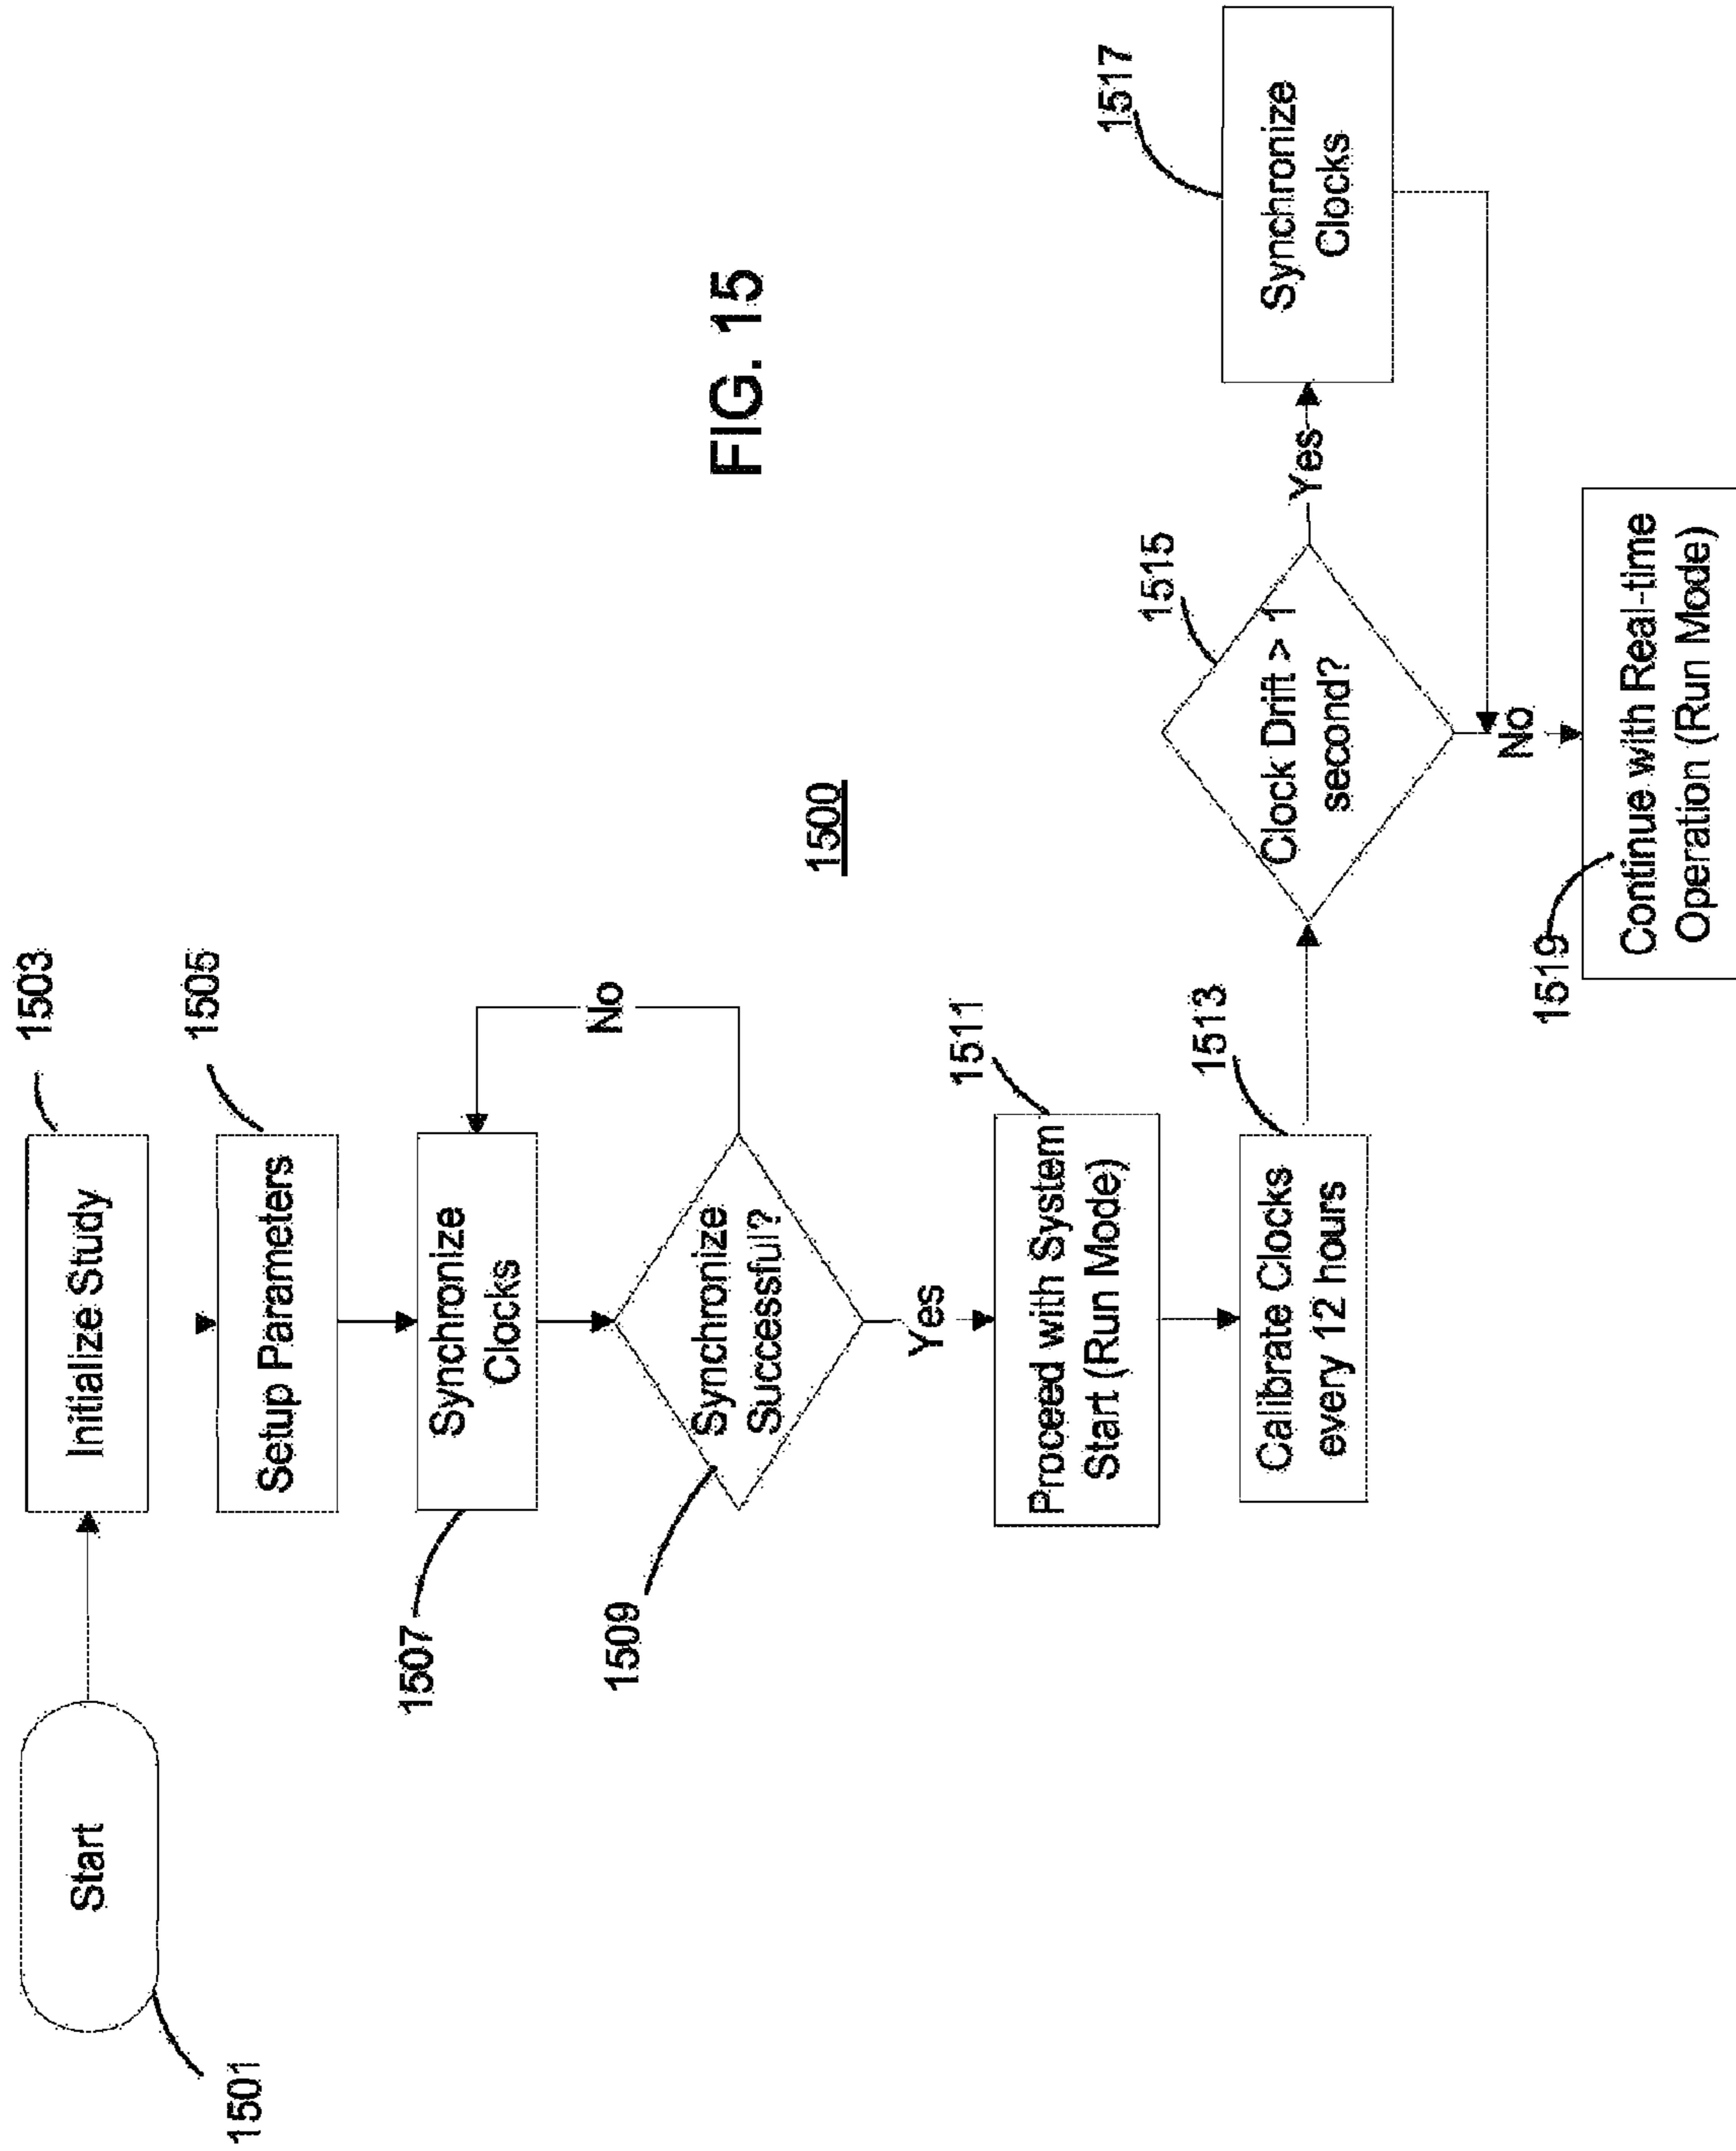 Start
1501
Initialize Study
1503
Setup Parameters
1505
Synchronize
Clocks
1507
Synchronize
Successful?
1509
No
Yes
Proceed with System
Start (Run Mode)
1511
Calibrate Clocks
every 12 hours
1513
Clock Drift > 1
second?
1515
Yes
Synchronize
Clocks
1517
No
Continue with Real-time
Operation (Run Mode)
1519
1500
FIG. 15